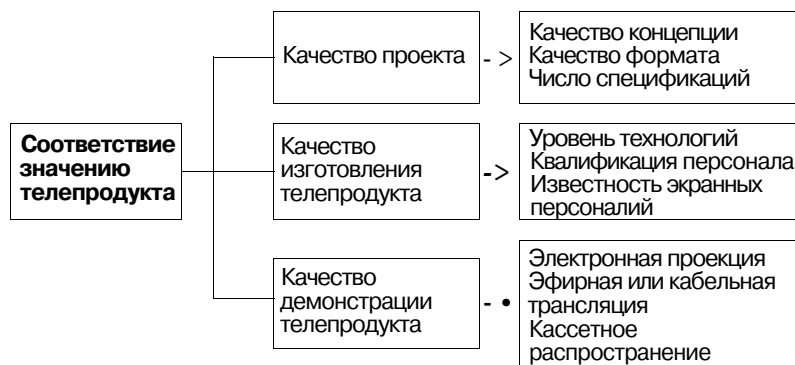 Качество проекта
- >
Качество концепции
Качество формата
Число спецификаций
Соответствие
значению
телепродукта
Качество
изготовления
телепродукта
->
Уровень технологий
Квалификация персонала
Известность экранных
персоналий
Качество
демонстрации
телепродукта
- •
Электронная проекция
Эфирная или кабельная
трансляция
Кассетное
распространение